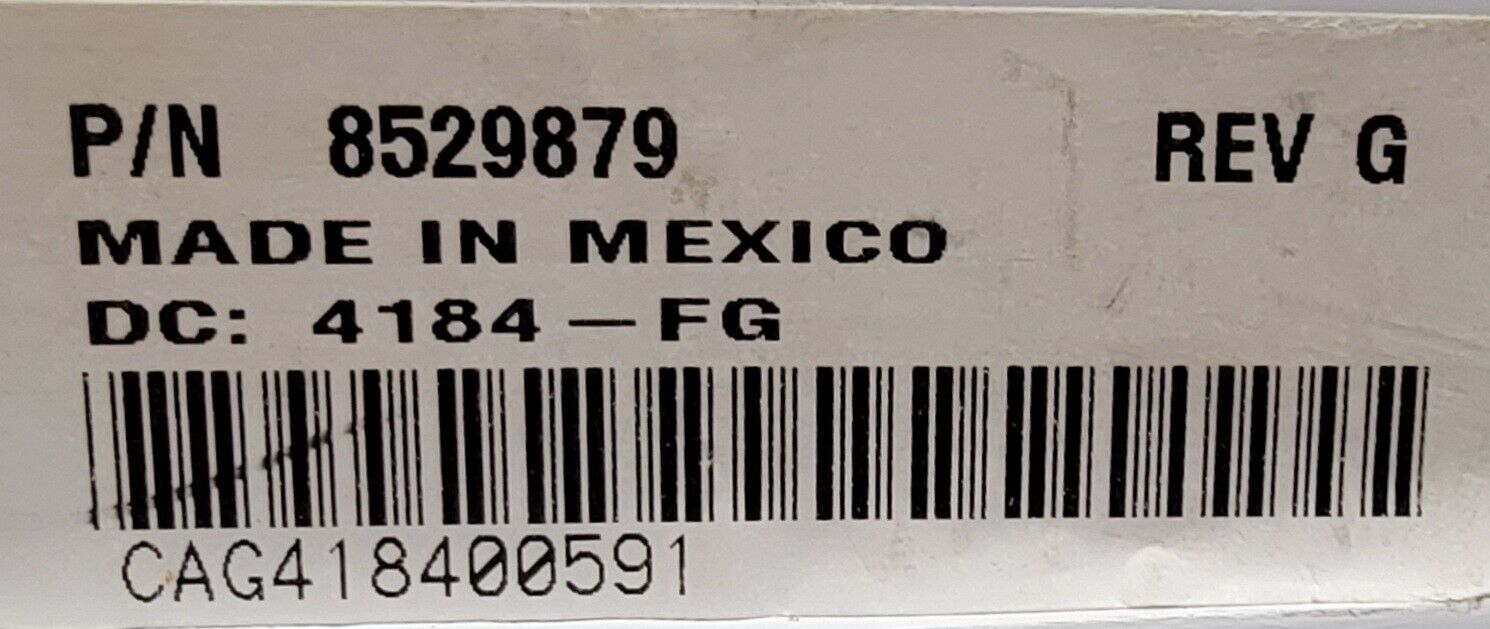 P/N 8529879 REV G
MADE IN MEXICO
DC: 4184-FG
CAG418400591